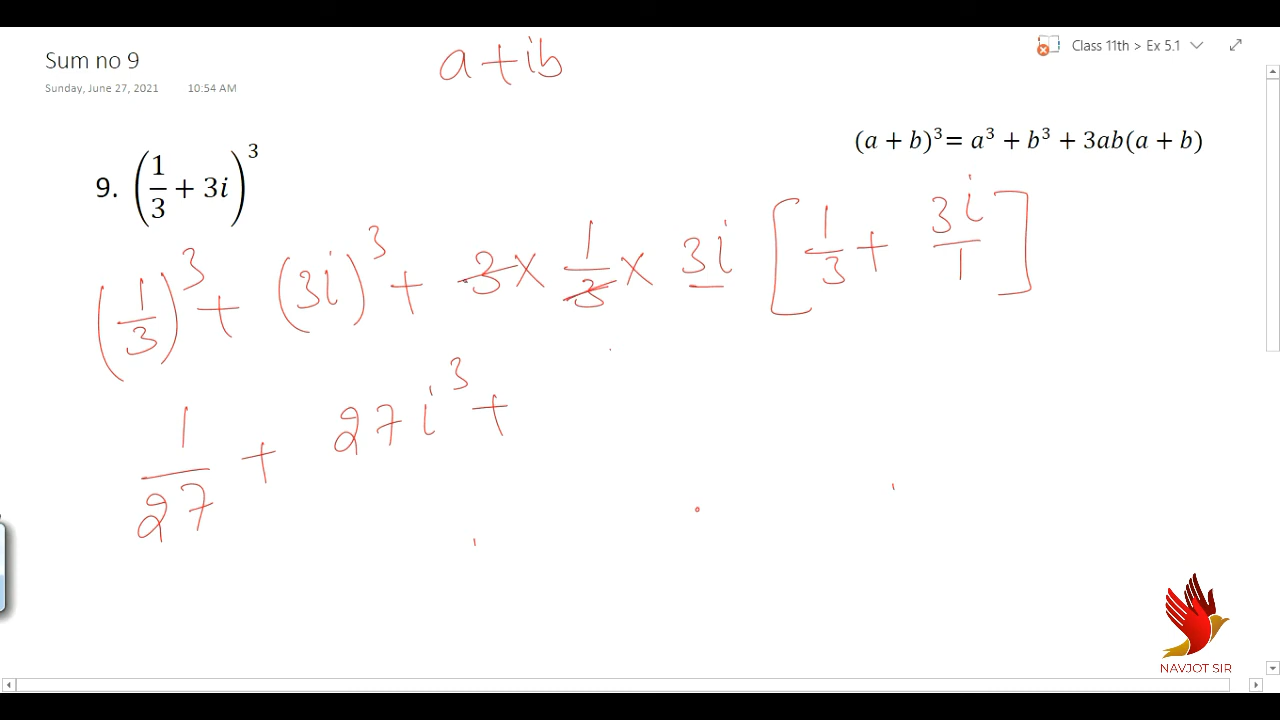 Sum no 9
Class 11th > Ex 5.1
Sunday, June 27, 2021 10:54 AM
a+ib
(a + b)³= a³ + b³ + 3ab(a + b)
9. (1/3 + 3i)³
(1/3)³ + (3i)³ + 3 × 1/3 × 3i [1/3 + 3i/1]
1/27 + 27i³ +
NAVJOT SIR